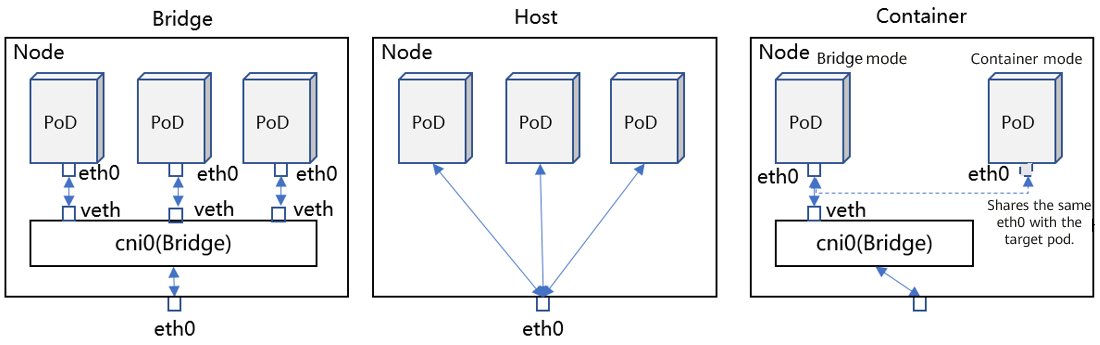 Bridge
Node
PoD
PoD
PoD
eth0
eth0
eth0
veth
veth
veth
cni0(Bridge)
eth0
Host
Node
PoD
PoD
PoD
eth0
Container
Node
Bridge mode
Container mode
PoD
PoD
eth0
eth0
veth
Shares the same
eth0 with the
target pod.
cni0(Bridge)